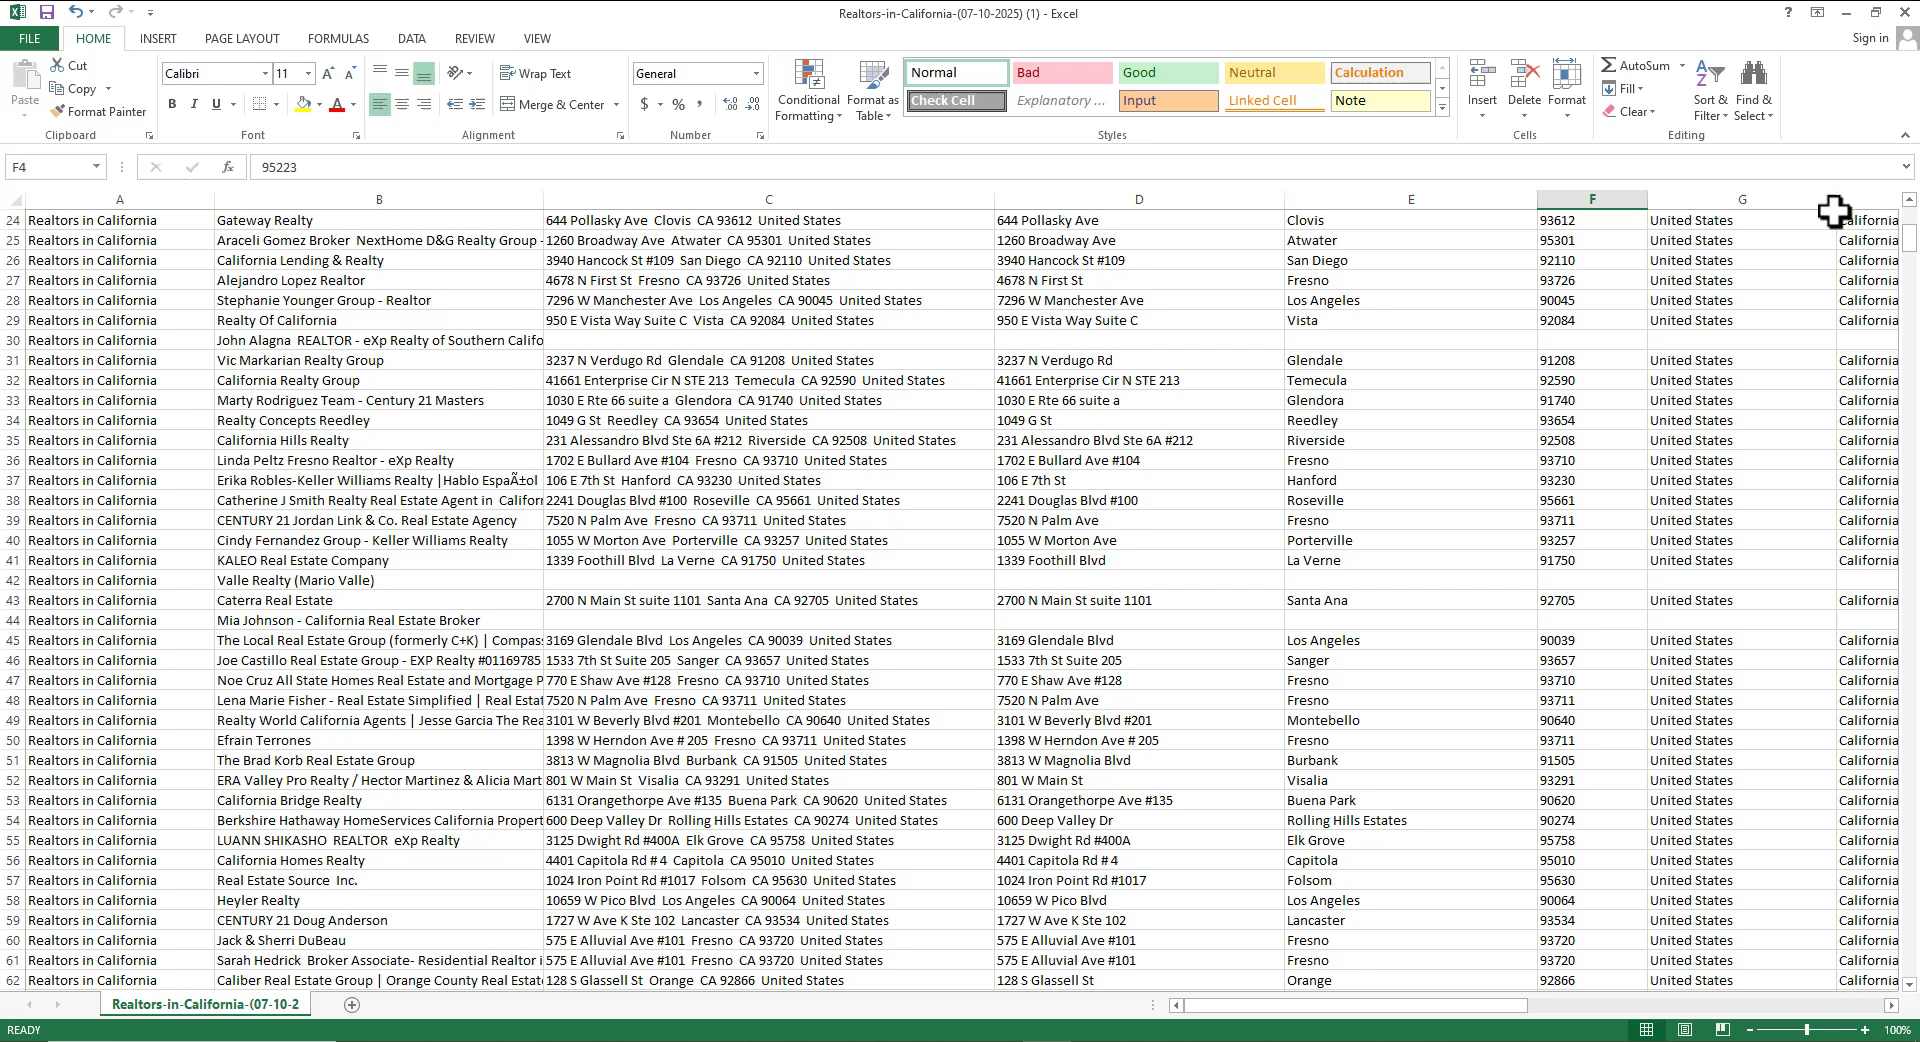 Realtors-in-California-(07-10-2025) (1) - Excel
FILE HOME INSERT PAGE LAYOUT FORMULAS DATA REVIEW VIEW Sign in
Cut
Copy
Format Painter
Paste
Clipboard
Calibri 11
B I U
Font
Wrap Text
Merge & Center
Alignment
General
$ % ,
Number
Conditional Formatting
Format as Table
Normal Bad Good Neutral Calculation
Check Cell Explanatory ... Input Linked Cell Note
Styles
Insert Delete Format
Cells
AutoSum
Fill
Clear
Sort & Filter
Find & Select
Editing
F4 fx 95223
A B C D E F G
24 Realtors in California Gateway Realty 644 Pollasky Ave Clovis CA 93612 United States 644 Pollasky Ave Clovis 93612 United States California
25 Realtors in California Araceli Gomez Broker NextHome D&G Realty Group - 1260 Broadway Ave Atwater CA 95301 United States 1260 Broadway Ave Atwater 95301 United States California
26 Realtors in California California Lending & Realty 3940 Hancock St #109 San Diego CA 92110 United States 3940 Hancock St #109 San Diego 92110 United States California
27 Realtors in California Alejandro Lopez Realtor 4678 N First St Fresno CA 93726 United States 4678 N First St Fresno 93726 United States California
28 Realtors in California Stephanie Younger Group - Realtor 7296 W Manchester Ave Los Angeles CA 90045 United States 7296 W Manchester Ave Los Angeles 90045 United States California
29 Realtors in California Realty Of California 950 E Vista Way Suite C Vista CA 92084 United States 950 E Vista Way Suite C Vista 92084 United States California
30 Realtors in California John Alagna REALTOR - eXp Realty of Southern Califo
31 Realtors in California Vic Markarian Realty Group 3237 N Verdugo Rd Glendale CA 91208 United States 3237 N Verdugo Rd Glendale 91208 United States California
32 Realtors in California California Realty Group 41661 Enterprise Cir N STE 213 Temecula CA 92590 United States 41661 Enterprise Cir N STE 213 Temecula 92590 United States California
33 Realtors in California Marty Rodriguez Team - Century 21 Masters 1030 E Rte 66 suite a Glendora CA 91740 United States 1030 E Rte 66 suite a Glendora 91740 United States California
34 Realtors in California Realty Concepts Reedley 1049 G St Reedley CA 93654 United States 1049 G St Reedley 93654 United States California
35 Realtors in California California Hills Realty 231 Alessandro Blvd Ste 6A #212 Riverside CA 92508 United States 231 Alessandro Blvd Ste 6A #212 Riverside 92508 United States California
36 Realtors in California Linda Peltz Fresno Realtor - eXp Realty 1702 E Bullard Ave #104 Fresno CA 93710 United States 1702 E Bullard Ave #104 Fresno 93710 United States California
37 Realtors in California Erika Robles-Keller Williams Realty |Hablo EspaÃ±ol 106 E 7th St Hanford CA 93230 United States 106 E 7th St Hanford 93230 United States California
38 Realtors in California Catherine J Smith Realty Real Estate Agent in Califor 2241 Douglas Blvd #100 Roseville CA 95661 United States 2241 Douglas Blvd #100 Roseville 95661 United States California
39 Realtors in California CENTURY 21 Jordan Link & Co. Real Estate Agency 7520 N Palm Ave Fresno CA 93711 United States 7520 N Palm Ave Fresno 93711 United States California
40 Realtors in California Cindy Fernandez Group - Keller Williams Realty 1055 W Morton Ave Porterville CA 93257 United States 1055 W Morton Ave Porterville 93257 United States California
41 Realtors in California KALEO Real Estate Company 1339 Foothill Blvd La Verne CA 91750 United States 1339 Foothill Blvd La Verne 91750 United States California
42 Realtors in California Valle Realty (Mario Valle)
43 Realtors in California Caterra Real Estate 2700 N Main St suite 1101 Santa Ana CA 92705 United States 2700 N Main St suite 1101 Santa Ana 92705 United States California
44 Realtors in California Mia Johnson - California Real Estate Broker
45 Realtors in California The Local Real Estate Group (formerly C+K) | Compas 3169 Glendale Blvd Los Angeles CA 90039 United States 3169 Glendale Blvd Los Angeles 90039 United States California
46 Realtors in California Joe Castillo Real Estate Group - EXP Realty #01169785 1533 7th St Suite 205 Sanger CA 93657 United States 1533 7th St Suite 205 Sanger 93657 United States California
47 Realtors in California Noe Cruz All State Homes Real Estate and Mortgage P 770 E Shaw Ave #128 Fresno CA 93710 United States 770 E Shaw Ave #128 Fresno 93710 United States California
48 Realtors in California Lena Marie Fisher - Real Estate Simplified | Real Estat 7520 N Palm Ave Fresno CA 93711 United States 7520 N Palm Ave Fresno 93711 United States California
49 Realtors in California Realty World California Agents | Jesse Garcia The Rea 3101 W Beverly Blvd #201 Montebello CA 90640 United States 3101 W Beverly Blvd #201 Montebello 90640 United States California
50 Realtors in California Efrain Terrones 1398 W Herndon Ave # 205 Fresno CA 93711 United States 1398 W Herndon Ave # 205 Fresno 93711 United States California
51 Realtors in California The Brad Korb Real Estate Group 3813 W Magnolia Blvd Burbank CA 91505 United States 3813 W Magnolia Blvd Burbank 91505 United States California
52 Realtors in California ERA Valley Pro Realty / Hector Martinez & Alicia Mart 801 W Main St Visalia CA 93291 United States 801 W Main St Visalia 93291 United States California
53 Realtors in California California Bridge Realty 6131 Orangethorpe Ave #135 Buena Park CA 90620 United States 6131 Orangethorpe Ave #135 Buena Park 90620 United States California
54 Realtors in California Berkshire Hathaway HomeServices California Propert 600 Deep Valley Dr Rolling Hills Estates CA 90274 United States 600 Deep Valley Dr Rolling Hills Estates 90274 United States California
55 Realtors in California LUANN SHIKASHO REALTOR eXp Realty 3125 Dwight Rd #400A Elk Grove CA 95758 United States 3125 Dwight Rd #400A Elk Grove 95758 United States California
56 Realtors in California California Homes Realty 4401 Capitola Rd # 4 Capitola CA 95010 United States 4401 Capitola Rd # 4 Capitola 95010 United States California
57 Realtors in California Real Estate Source Inc. 1024 Iron Point Rd #1017 Folsom CA 95630 United States 1024 Iron Point Rd #1017 Folsom 95630 United States California
58 Realtors in California Heyler Realty 10659 W Pico Blvd Los Angeles CA 90064 United States 10659 W Pico Blvd Los Angeles 90064 United States California
59 Realtors in California CENTURY 21 Doug Anderson 1727 W Ave K Ste 102 Lancaster CA 93534 United States 1727 W Ave K Ste 102 Lancaster 93534 United States California
60 Realtors in California Jack & Sherri DuBeau 575 E Alluvial Ave #101 Fresno CA 93720 United States 575 E Alluvial Ave #101 Fresno 93720 United States California
61 Realtors in California Sarah Hedrick Broker Associate- Residential Realtor i 575 E Alluvial Ave #101 Fresno CA 93720 United States 575 E Alluvial Ave #101 Fresno 93720 United States California
62 Realtors in California Caliber Real Estate Group | Orange County Real Estat 128 S Glassell St Orange CA 92866 United States 128 S Glassell St Orange 92866 United States California
Realtors-in-California-(07-10-2
READY 100%